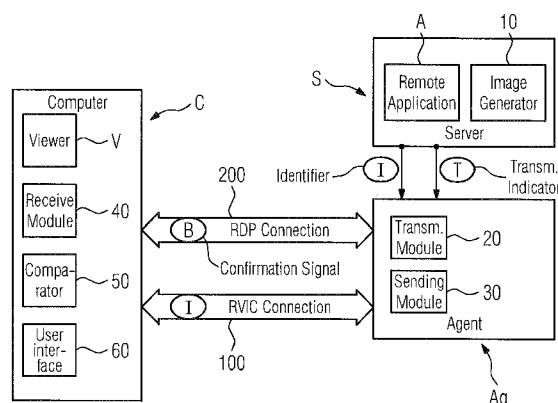 A
10
Remote
Application
Image
Generator
Server
S
Computer
C
Viewer
V
Identifier
I
T
Transm.
Indicator
200
Receive
Module
40
B
RDP Connection
Confirmation Signal
Transm.
Module
20
Compa-
rator
50
Sending
Module
30
I
RVIC Connection
User
inter-
face
60
100
Agent
Ag